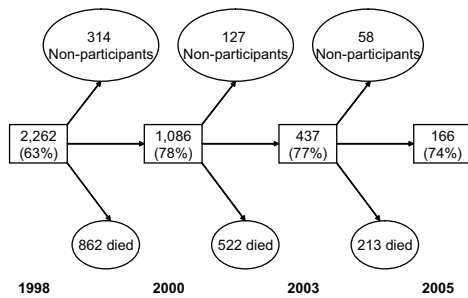 314
Non-participants
127
Non-participants
58
Non-participants
2,262
(63%)
1,086
(78%)
437
(77%)
166
(74%)
862 died
522 died
213 died
1998
2000
2003
2005